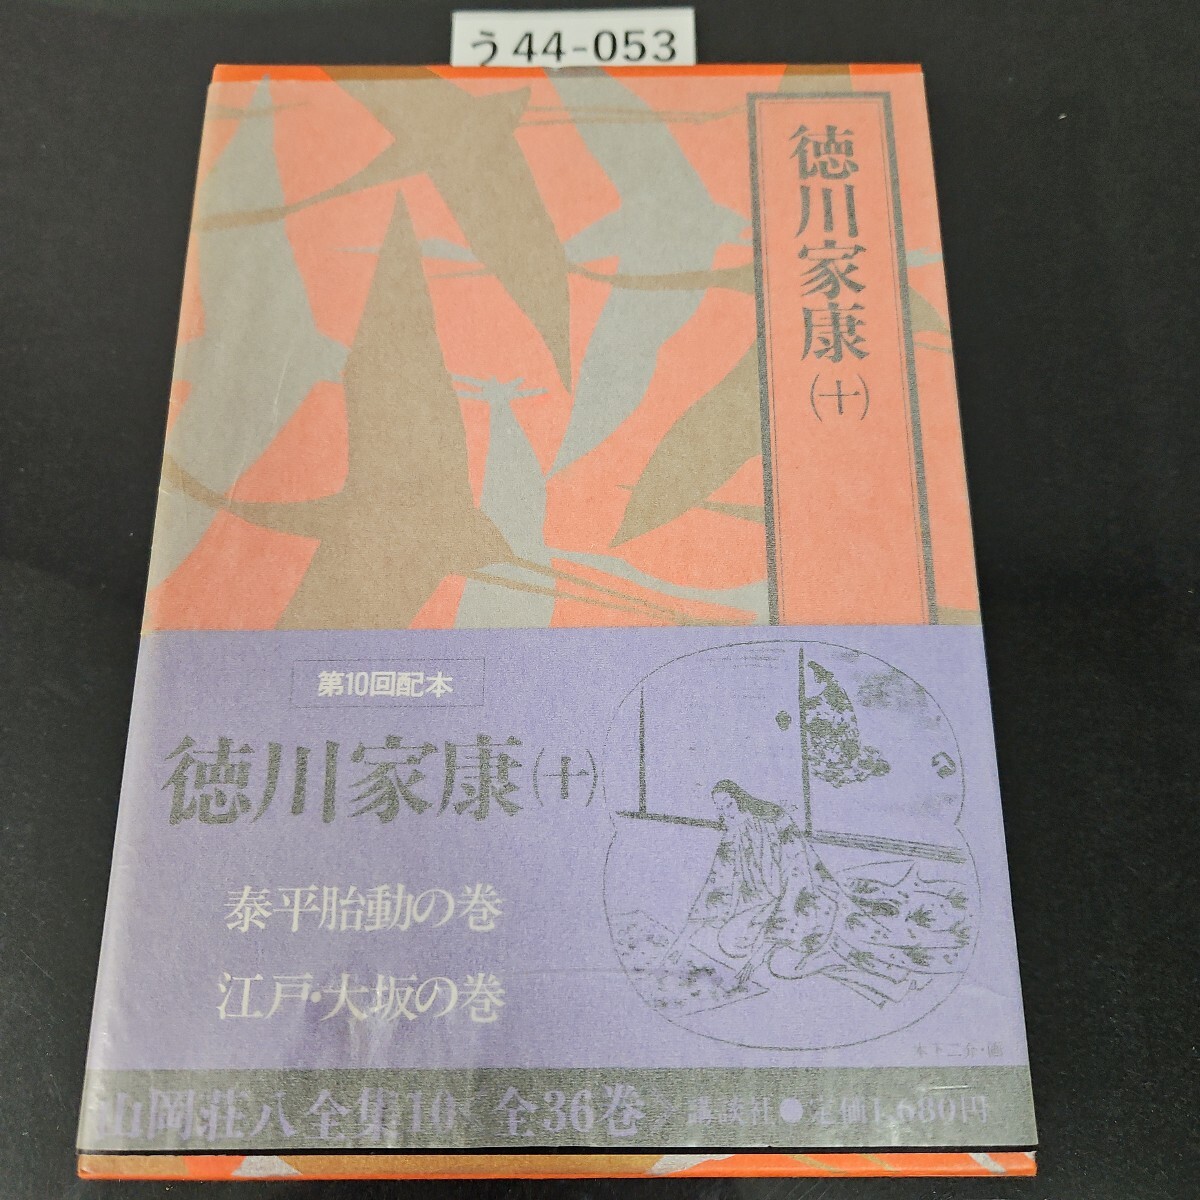 う44-053
徳川家康(十)
第10回配本
徳川家康(十)
泰平胎動の巻
江戸・大坂の巻
木下二介・画
山岡荘八全集10 全36巻 講談社●定価1,680円